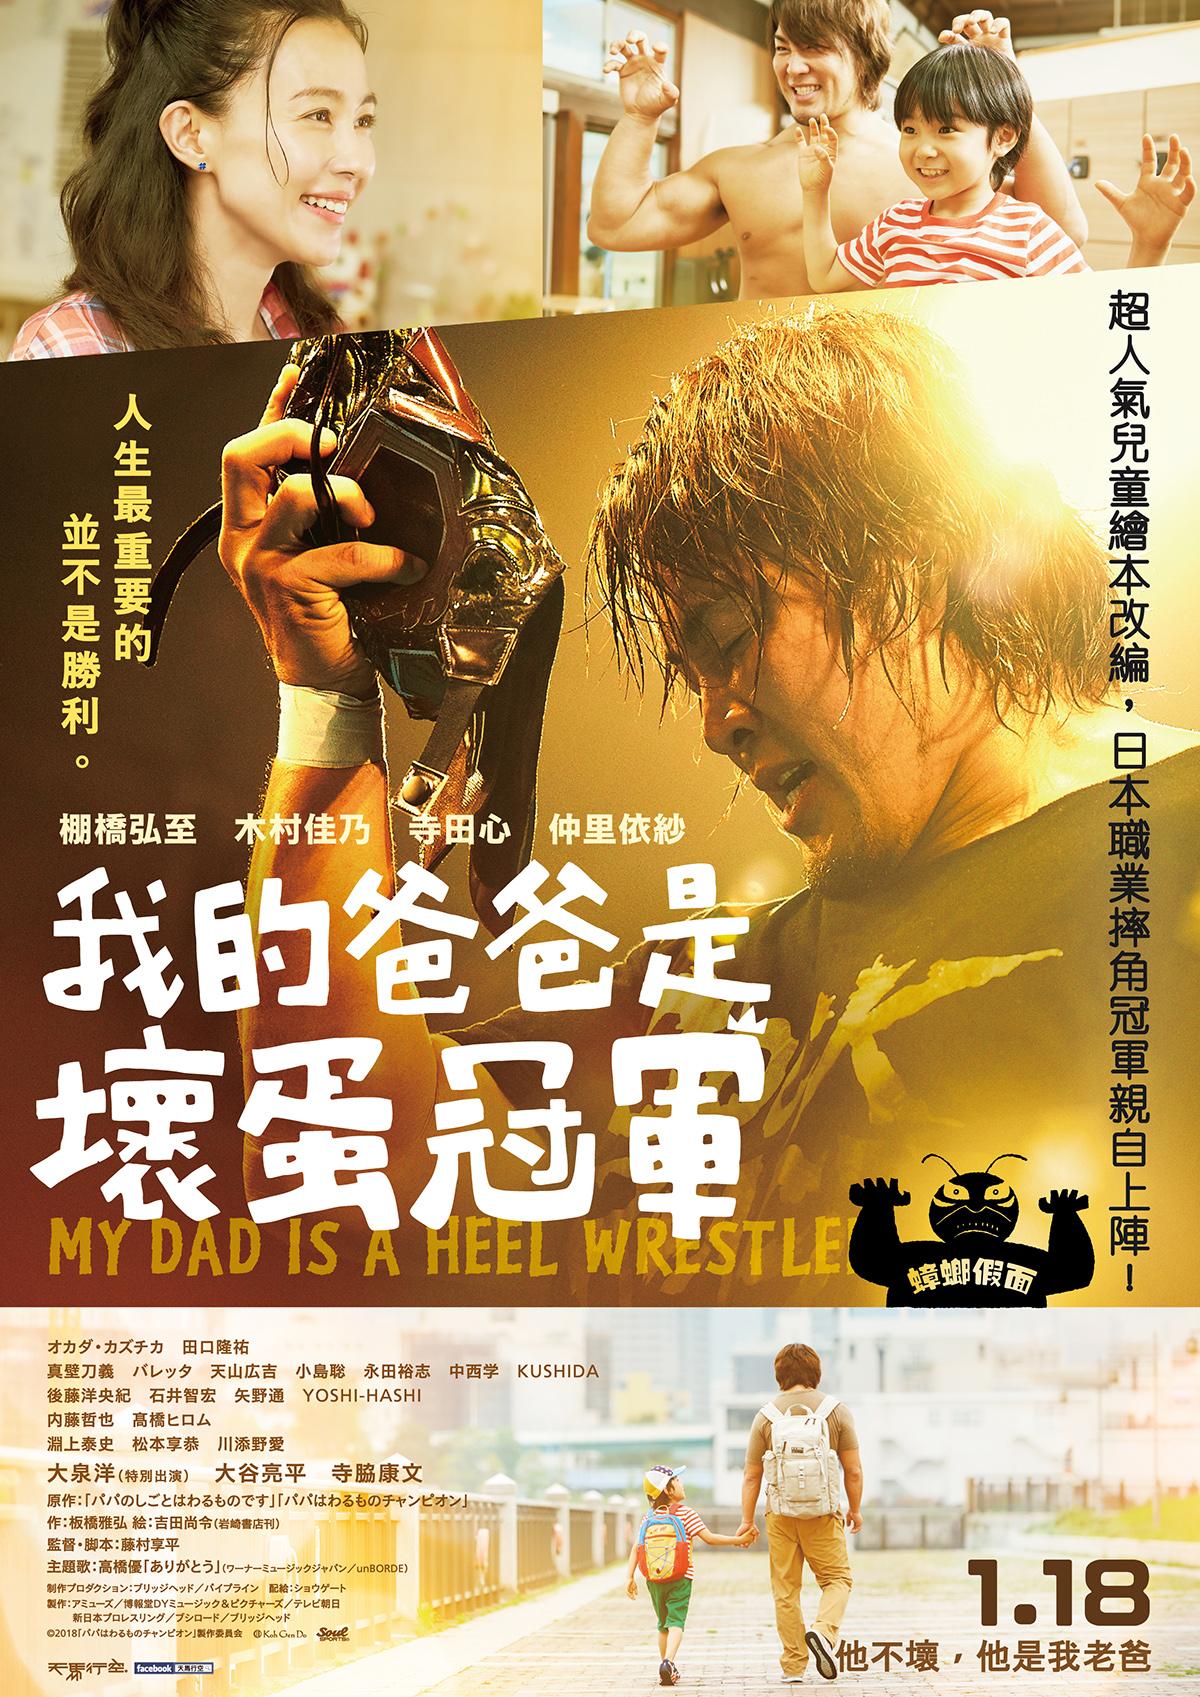 超人氣兒童繪本改編，日本職業摔角冠軍親自上陣！
人生最重要的
並不是勝利。
棚橋弘至 木村佳乃 寺田心 仲里依紗
我的爸爸是
壞蛋冠軍
MY DAD IS A HEEL WRESTLE
蟑螂假面
オカダ・カズチカ 田口隆祐
真壁刀義 バレッタ 天山広吉 小島聡 永田裕志 中西学 KUSHIDA
後藤洋央紀 石井智宏 矢野通 YOSHI-HASHI
内藤哲也 髙橋ヒロム
淵上泰史 松本享恭 川添野愛
大泉洋（特別出演） 大谷亮平 寺脇康文
原作：「パパのしごとはわるものです」「パパはわるものチャンピオン」
作：板橋雅弘 絵：吉田尚令（岩崎書店刊）
監督・脚本：藤村享平
主題歌：高橋優「ありがとう」（ワーナーミュージックジャパン／unBORDE）
制作プロダクション：ブリッジヘッド／パイプライン 配給：ショウゲート
製作：アミューズ／博報堂DYミュージック＆ピクチャーズ／テレビ朝日
新日本プロレスリング／ブシロード／ブリッジヘッド
©2018「パパはわるものチャンピオン」製作委員会 Koh Gen Do Soul SPORTS
天馬行空 facebook 天馬行空
1.18
他不壞，他是我老爸